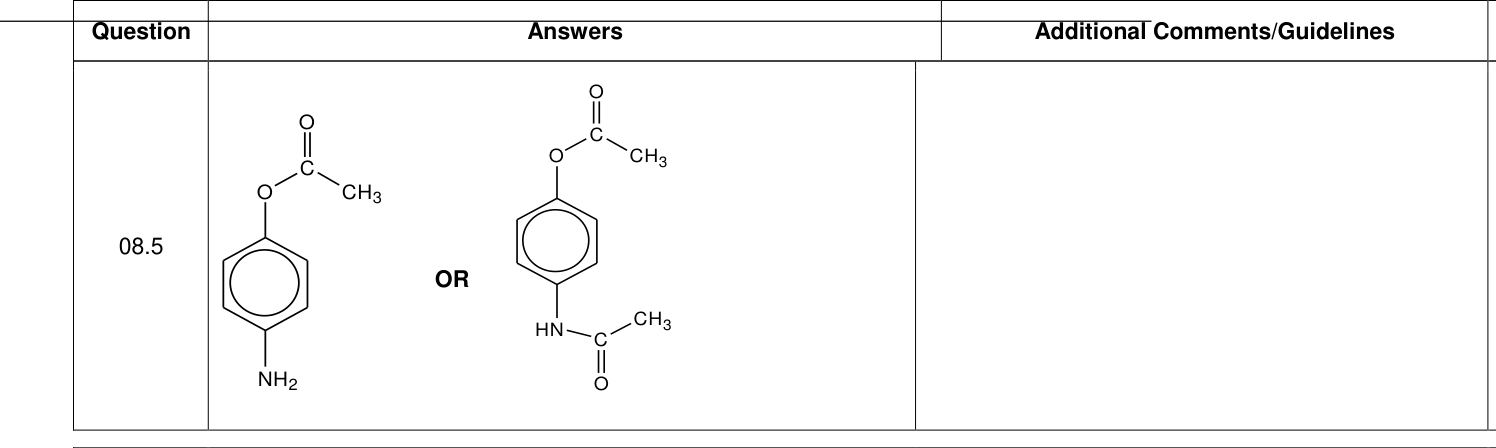 Question Answers Additional Comments/Guidelines
O
O
C
O
CH₃
C
O
CH₃
08.5
OR
HN
CH₃
C
NH₂
O